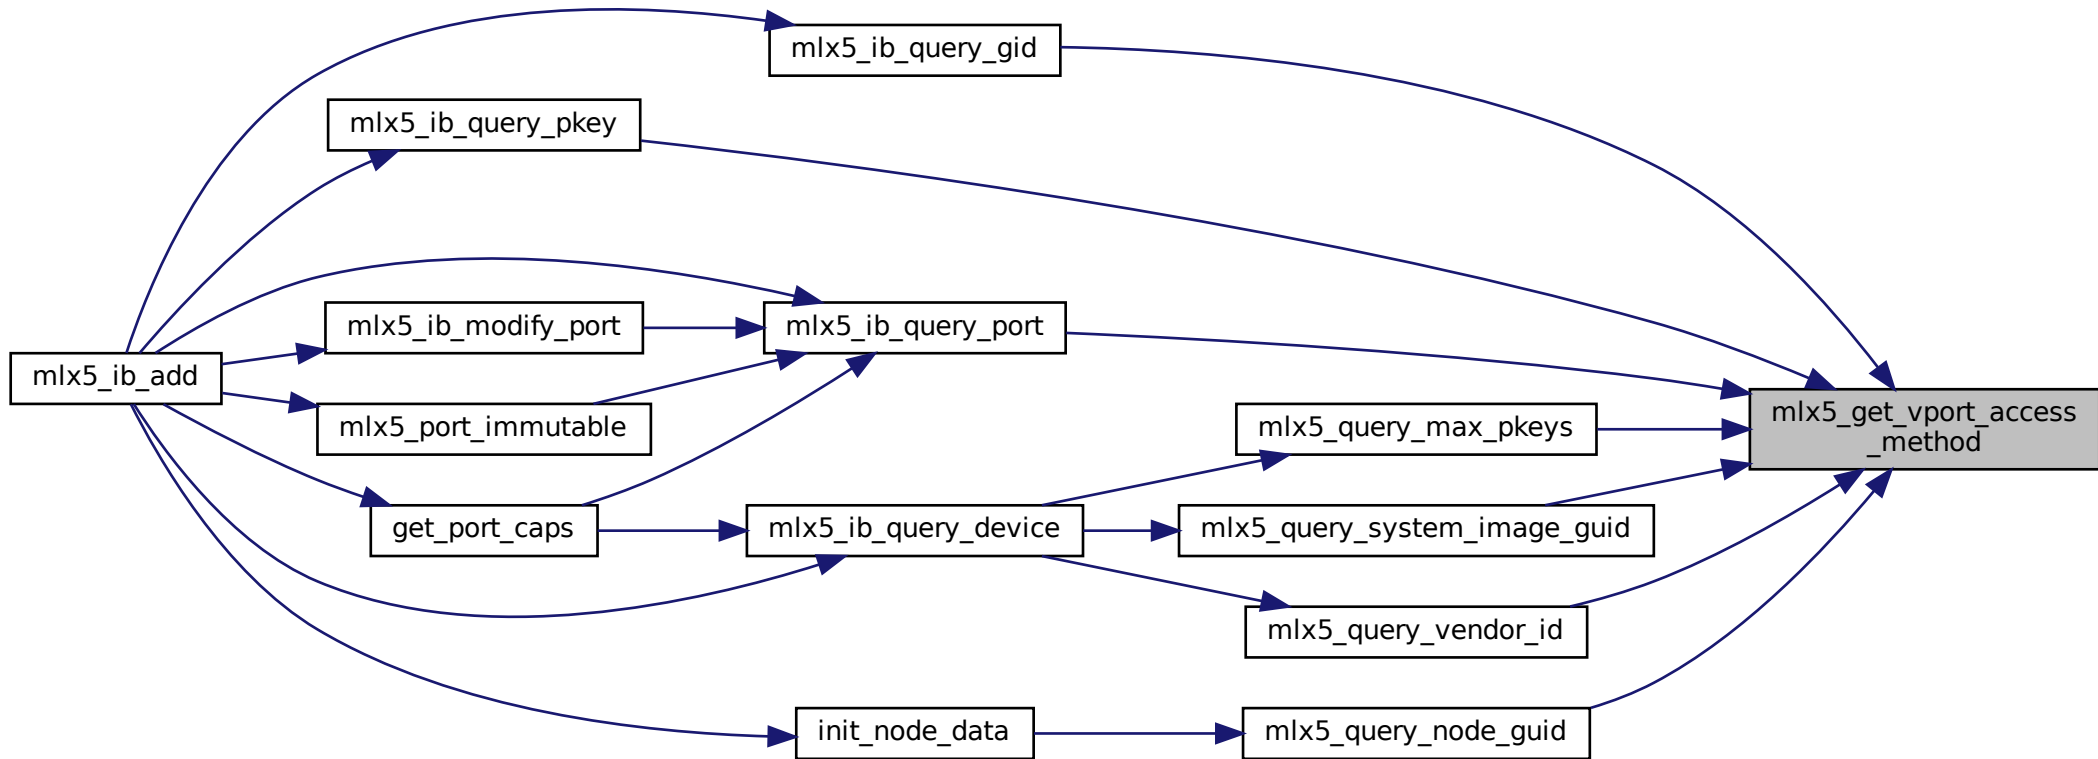 mlx5_ib_query_gid
mlx5_ib_query_pkey
mlx5_ib_modify_port
mlx5_ib_query_port
mlx5_ib_add
mlx5_get_vport_access
_method
mlx5_port_immutable
mlx5_query_max_pkeys
get_port_caps
mlx5_ib_query_device
mlx5_query_system_image_guid
mlx5_query_vendor_id
init_node_data
mlx5_query_node_guid